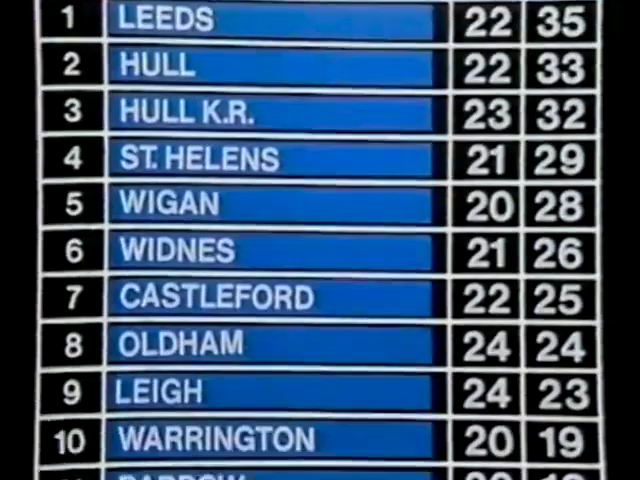 1 LEEDS 22 35
2 HULL 22 33
3 HULL K.R. 23 32
4 ST. HELENS 21 29
5 WIGAN 20 28
6 WIDNES 21 26
7 CASTLEFORD 22 25
8 OLDHAM 24 24
9 LEIGH 24 23
10 WARRINGTON 20 19